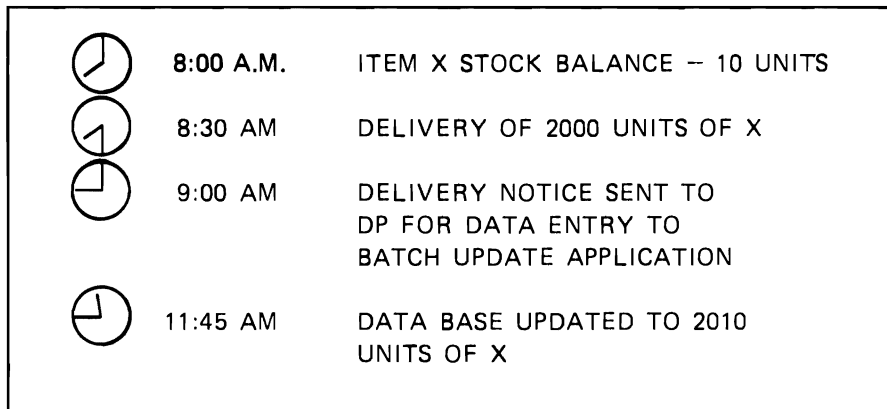 8:00 A.M. ITEM X STOCK BALANCE – 10 UNITS
8:30 AM DELIVERY OF 2000 UNITS OF X
9:00 AM DELIVERY NOTICE SENT TO
DP FOR DATA ENTRY TO
BATCH UPDATE APPLICATION
11:45 AM DATA BASE UPDATED TO 2010
UNITS OF X